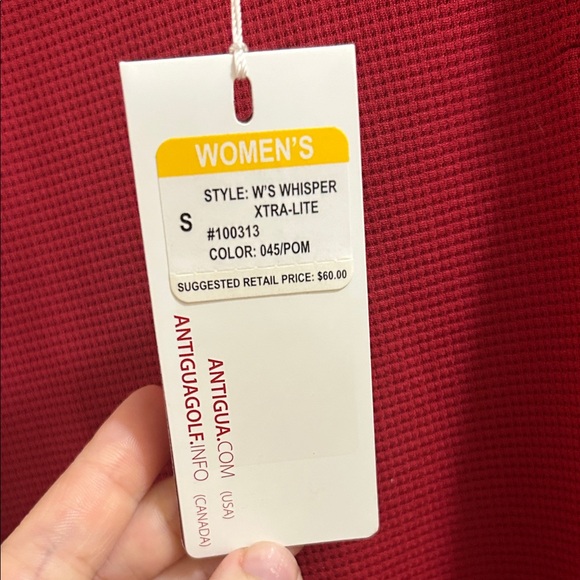 WOMEN'S
STYLE: W'S WHISPER
XTRA-LITE
S
#100313
COLOR: 045/POM
SUGGESTED RETAIL PRICE: $60.00
ANTIGUA.COM (USA)
ANTIGUAGOLF.INFO (CANADA)